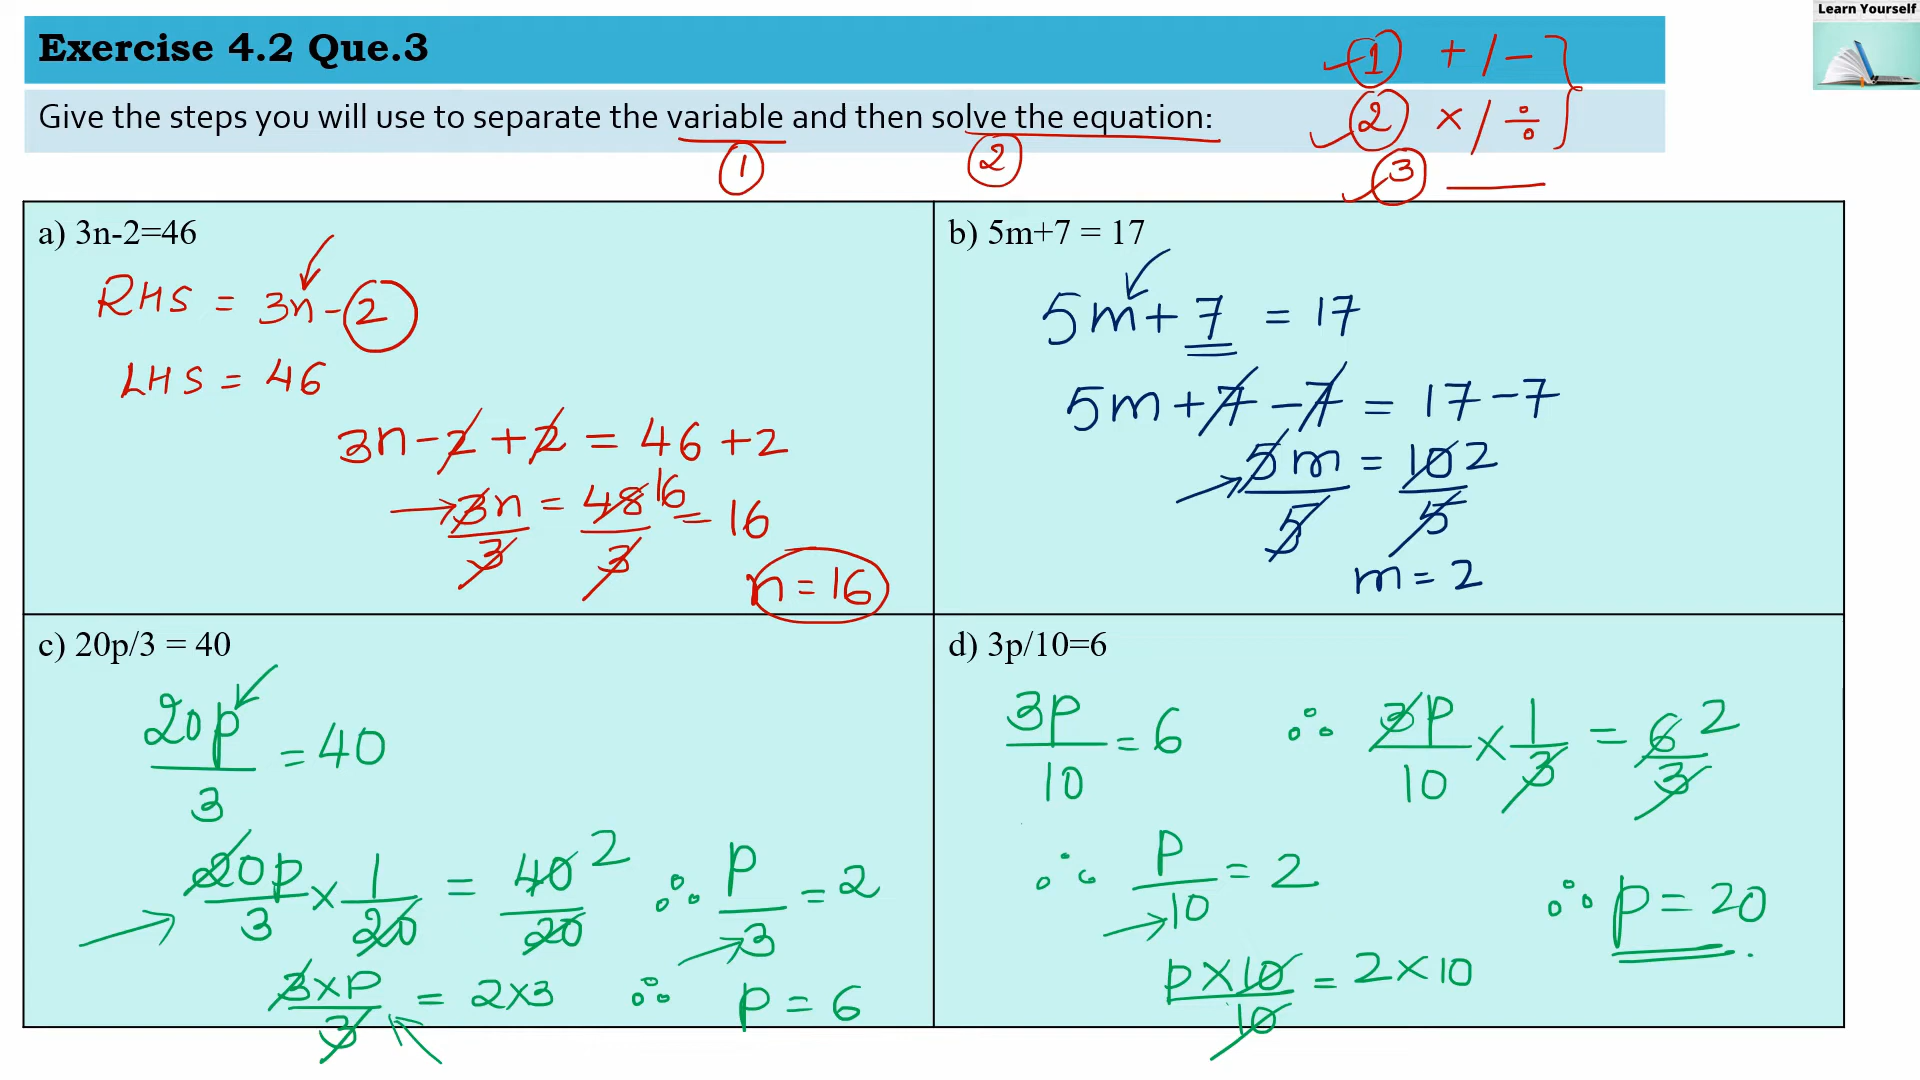 Learn Yourself
Exercise 4.2 Que.3
① + / -
Give the steps you will use to separate the variable and then solve the equation:
② × / ÷
① ② ③
a) 3n-2=46
RHS = 3n - 2
LHS = 46
3n - 2 + 2 = 46 + 2
3n/3 = 48/3 16 = 16
n = 16
b) 5m+7 = 17
5m + 7 = 17
5m + 7 - 7 = 17 - 7
5m/5 = 10/5 2
m = 2
c) 20p/3 = 40
20p/3 = 40
20p/3 × 1/20 = 40/20 2 ∴ p/3 = 2
3×p/3 = 2×3 ∴ p = 6
d) 3p/10=6
3p/10 = 6 ∴ 3p/10 × 1/3 = 6/3 2
∴ p/10 = 2 ∴ p = 20.
p×10/10 = 2×10